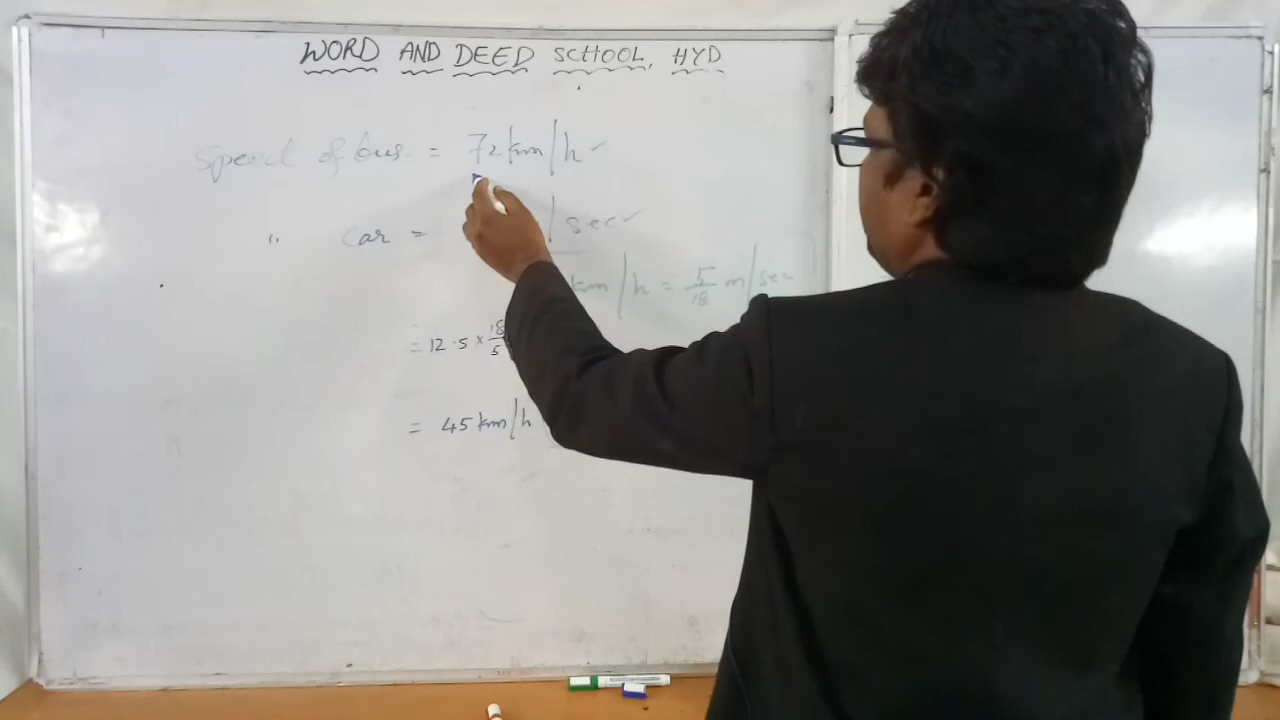 WORD AND DEED SCHOOL, HYD
Speed of bus = 72 km/h ✓
" Car = / sec ✓
km/h = 5/18 m/sec
= 12.5 × 18/5
= 45 km/h